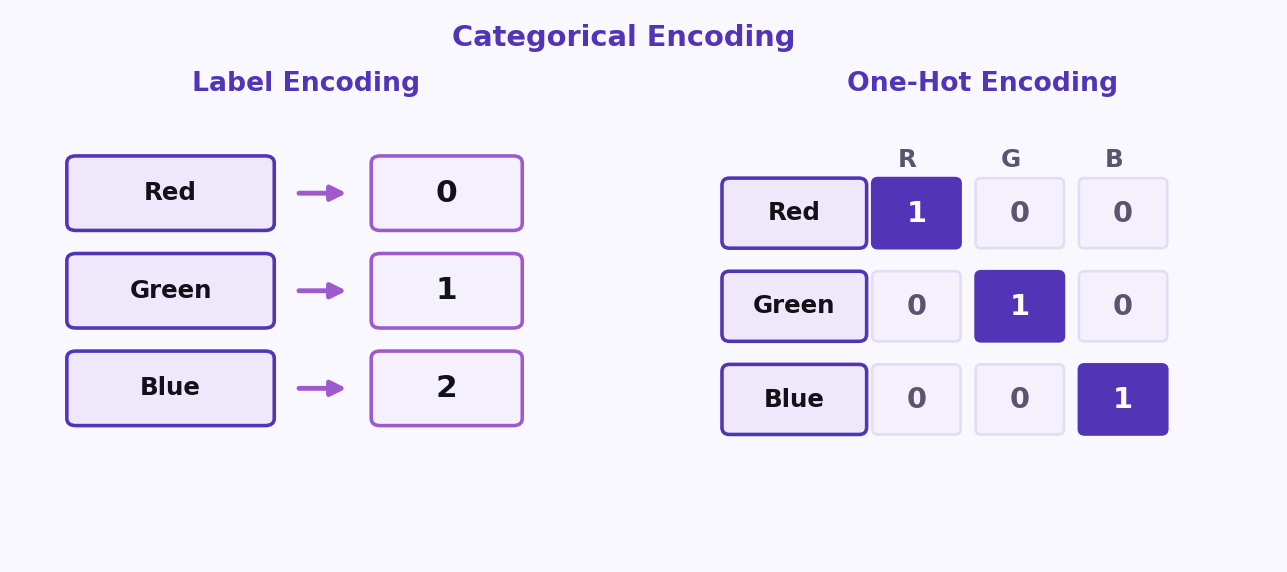 Categorical Encoding
Label Encoding
Red 0
Green 1
Blue 2
One-Hot Encoding
R G B
Red 1 0 0
Green 0 1 0
Blue 0 0 1